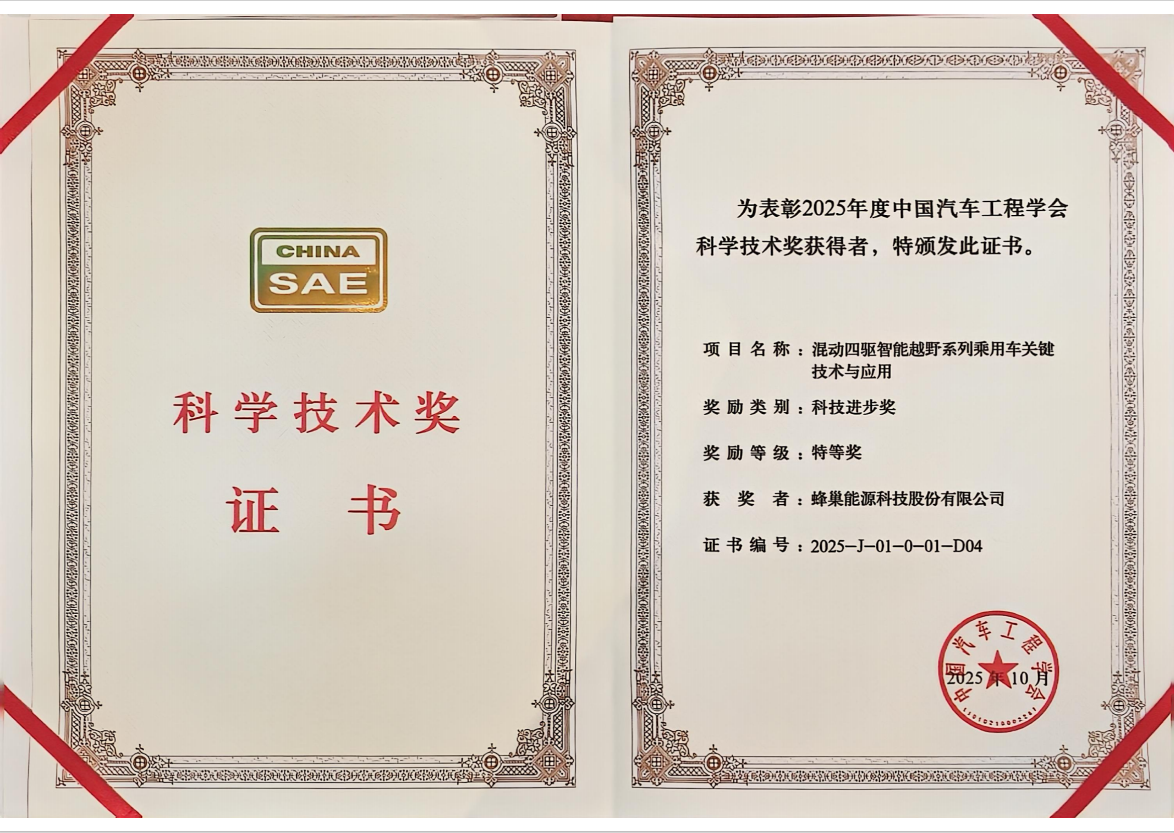 CHINA
SAE
科学技术奖
证 书
为表彰2025年度中国汽车工程学会
科学技术奖获得者，特颁发此证书。
项目名称：混动四驱智能越野系列乘用车关键
技术与应用
奖励类别：科技进步奖
奖励等级：特等奖
获奖者：蜂巢能源科技股份有限公司
证书编号：2025-J-01-0-01-D04
中国汽车工程学会
2025 年 10 月